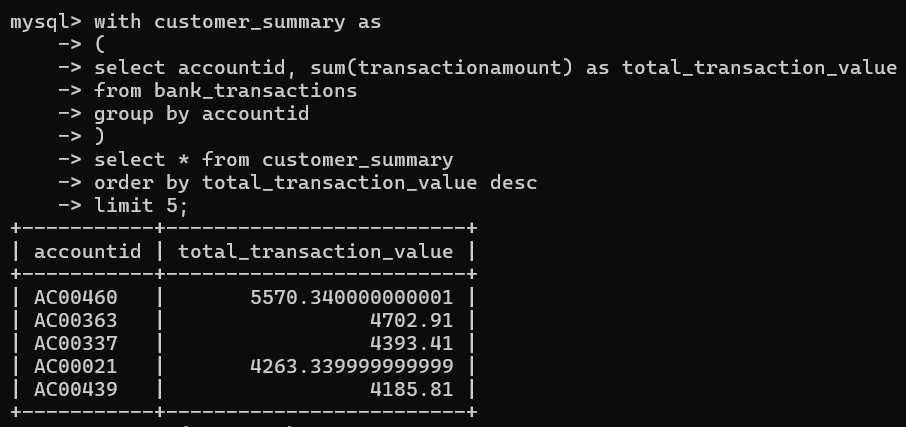 mysql> with customer_summary as
    -> (
    -> select accountid, sum(transactionamount) as total_transaction_value
    -> from bank_transactions
    -> group by accountid
    -> )
    -> select * from customer_summary
    -> order by total_transaction_value desc
    -> limit 5;
+-----------+-------------------------+
| accountid | total_transaction_value |
+-----------+-------------------------+
| AC00460   |       5570.340000000001 |
| AC00363   |                 4702.91 |
| AC00337   |                 4393.41 |
| AC00021   |       4263.339999999999 |
| AC00439   |                 4185.81 |
+-----------+-------------------------+